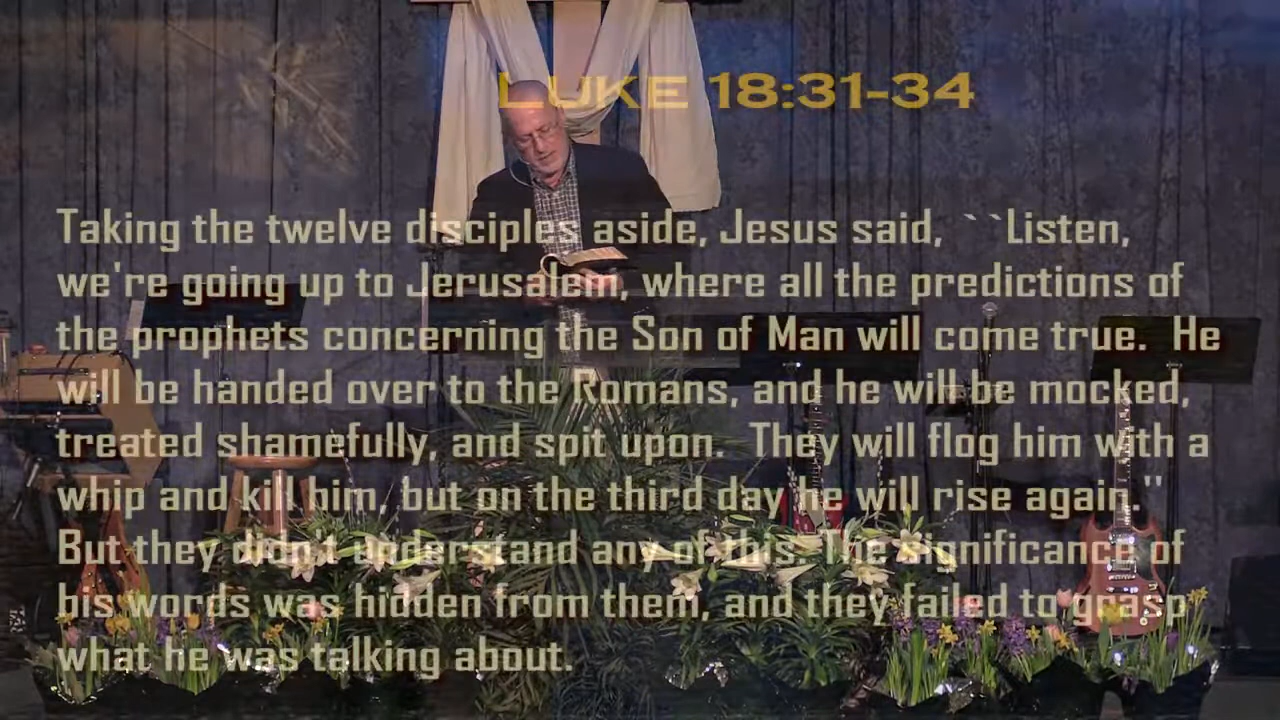 LUKE 18:31-34
Taking the twelve disciples aside, Jesus said, ``Listen,
we're going up to Jerusalem, where all the predictions of
the prophets concerning the Son of Man will come true.  He
will be handed over to the Romans, and he will be mocked,
treated shamefully, and spit upon.  They will flog him with a
whip and kill him, but on the third day he will rise again.''
But they didn't understand any of this. The significance of
his words was hidden from them, and they failed to grasp
what he was talking about.